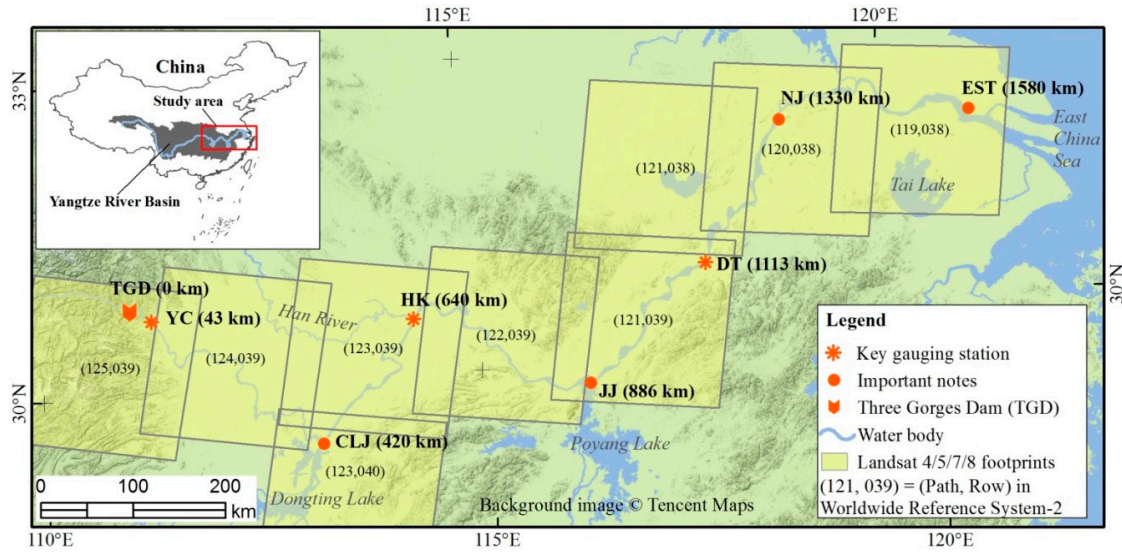 115°E
120°E
China
Study area
Yangtze River Basin
33°N
NJ (1330 km)
EST (1580 km)
East
China
Sea
(119,038)
(120,038)
(121,038)
Tai Lake
DT (1113 km)
30°N
TGD (0 km)
YC (43 km)
Han River
HK (640 km)
(125,039)
(124,039)
(123,039)
(122,039)
(121,039)
JJ (886 km)
30°N
CLJ (420 km)
(123,040)
Poyang Lake
Dongting Lake
Legend
Key gauging station
Important notes
Three Gorges Dam (TGD)
Water body
Landsat 4/5/7/8 footprints
(121, 039) = (Path, Row) in
Worldwide Reference System-2
0 100 200
km
Background image © Tencent Maps
110°E
115°E
120°E